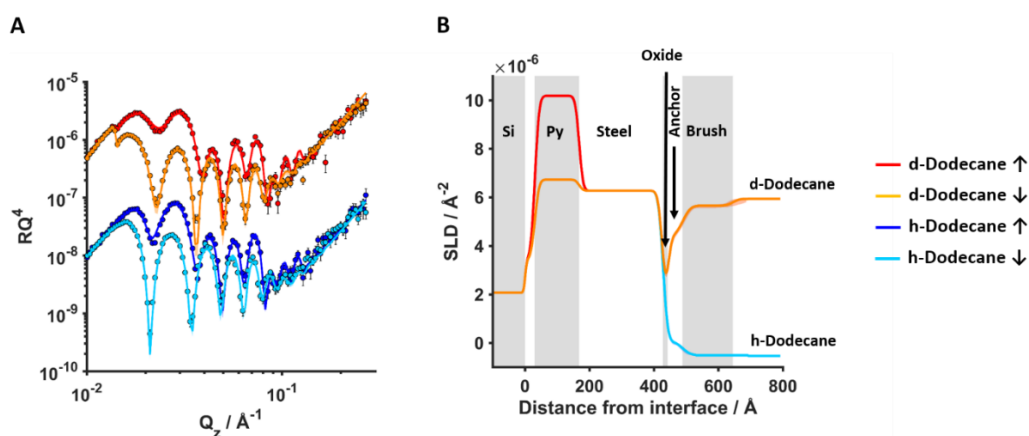 A
10⁻⁵
10⁻⁶
10⁻⁷
10⁻⁸
10⁻⁹
10⁻¹⁰
RQ⁴
10⁻²
10⁻¹
Q_z / Å⁻¹
B
×10⁻⁶
Oxide
Anchor
Si
Py
Steel
Brush
d-Dodecane
h-Dodecane
10
8
6
4
2
0
SLD / Å⁻²
0
200
400
600
800
Distance from interface / Å
d-Dodecane ↑
d-Dodecane ↓
h-Dodecane ↑
h-Dodecane ↓